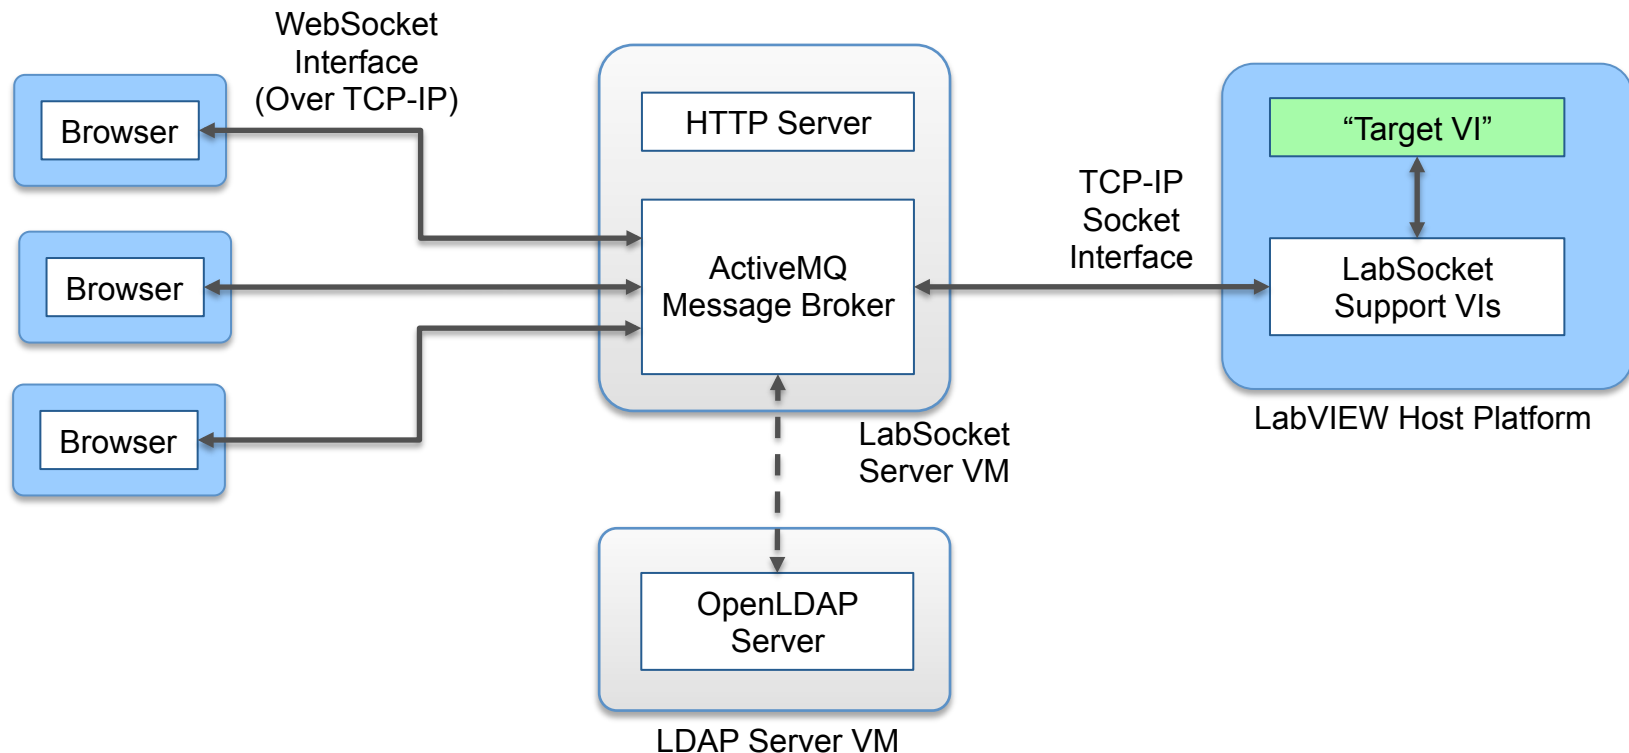 WebSocket
Interface
(Over TCP-IP)
Browser
Browser
Browser
HTTP Server
ActiveMQ
Message Broker
LabSocket
Server VM
OpenLDAP
Server
LDAP Server VM
TCP-IP
Socket
Interface
“Target VI”
LabSocket
Support VIs
LabVIEW Host Platform